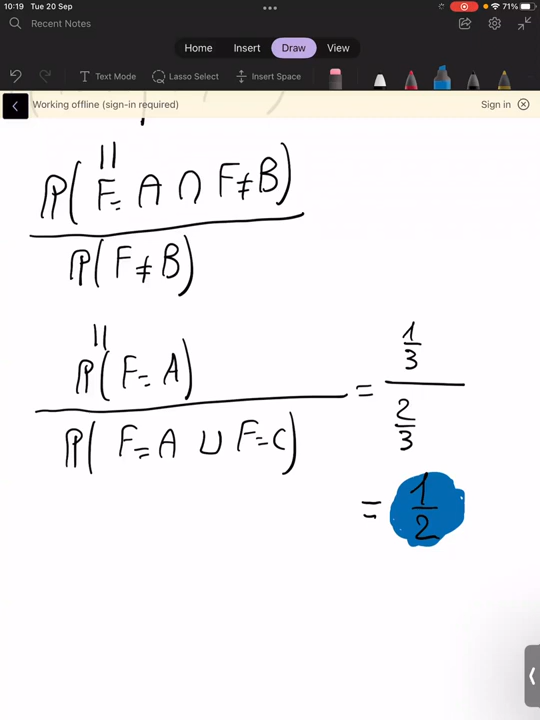 10:19 Tue 20 Sep 71%
Recent Notes
Home Insert Draw View
Text Mode Lasso Select Insert Space
Working offline (sign-in required) Sign in
=
ℙ( F = A ∩ F ≠ B)
ℙ( F ≠ B)
=
ℙ( F = A)
ℙ( F = A ∪ F = C)
= 1/3
2/3
= 1/2